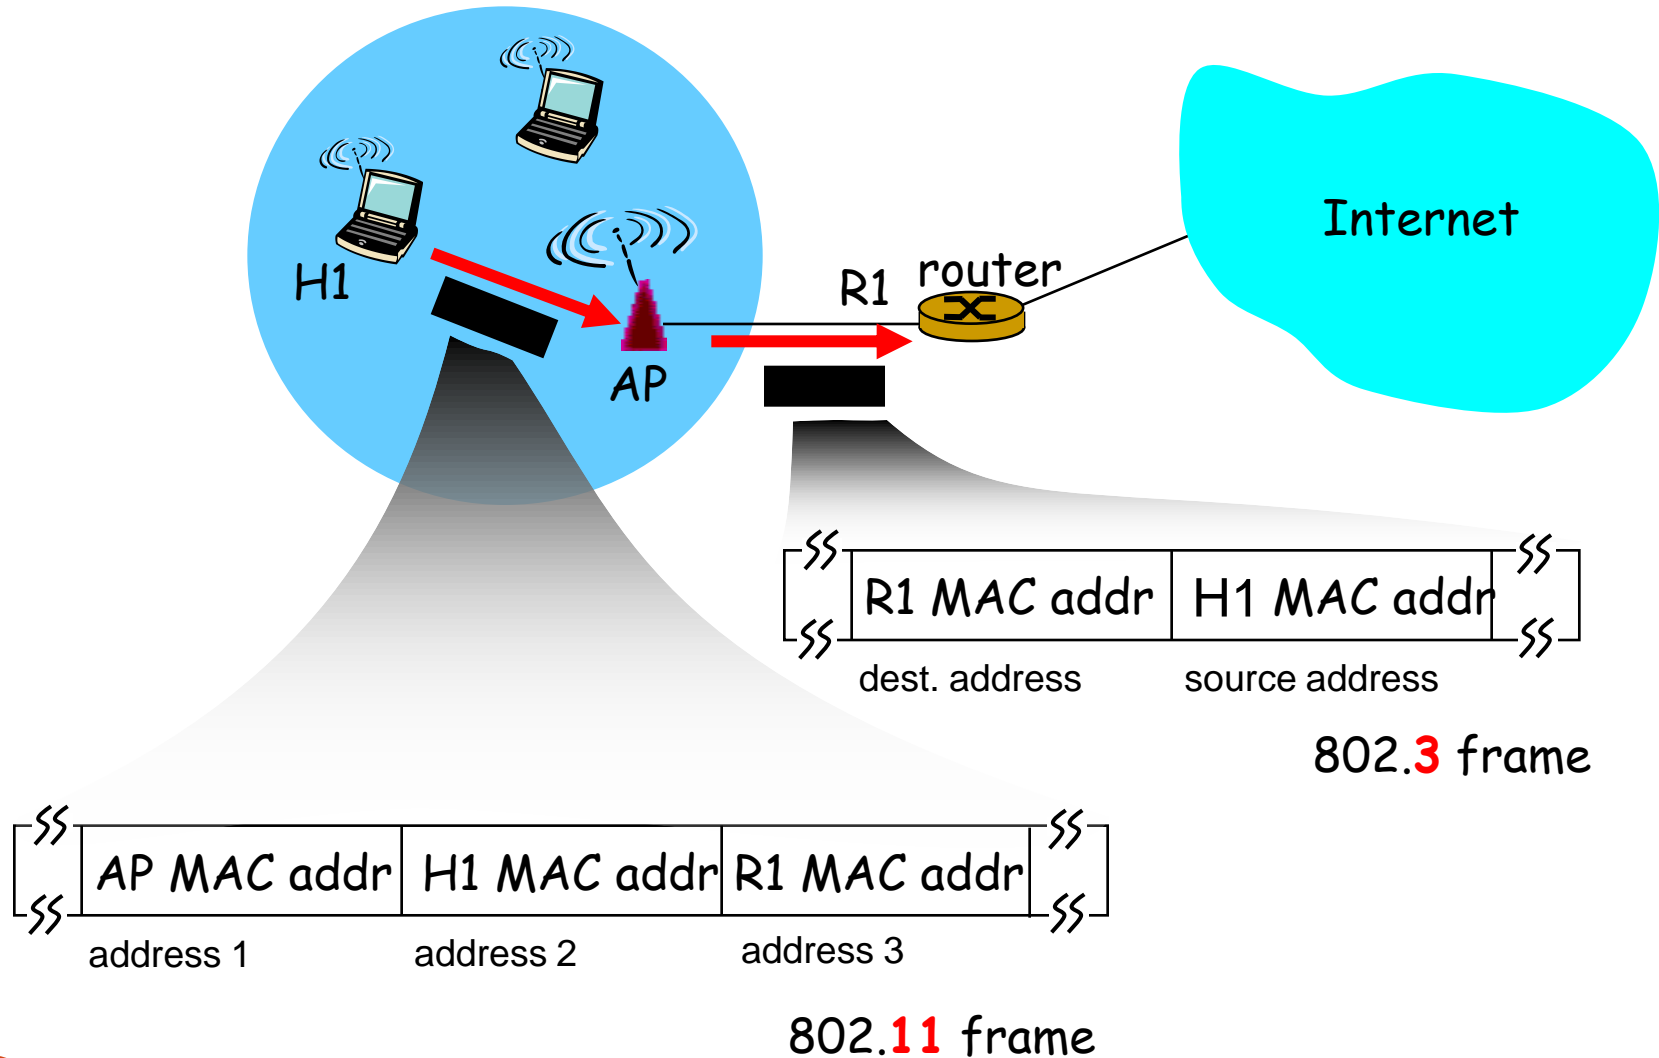 Internet
router
R1
H1
AP
R1 MAC addr H1 MAC addr
dest. address source address
802.3 frame
AP MAC addr H1 MAC addr R1 MAC addr
address 1 address 2 address 3
802.11 frame